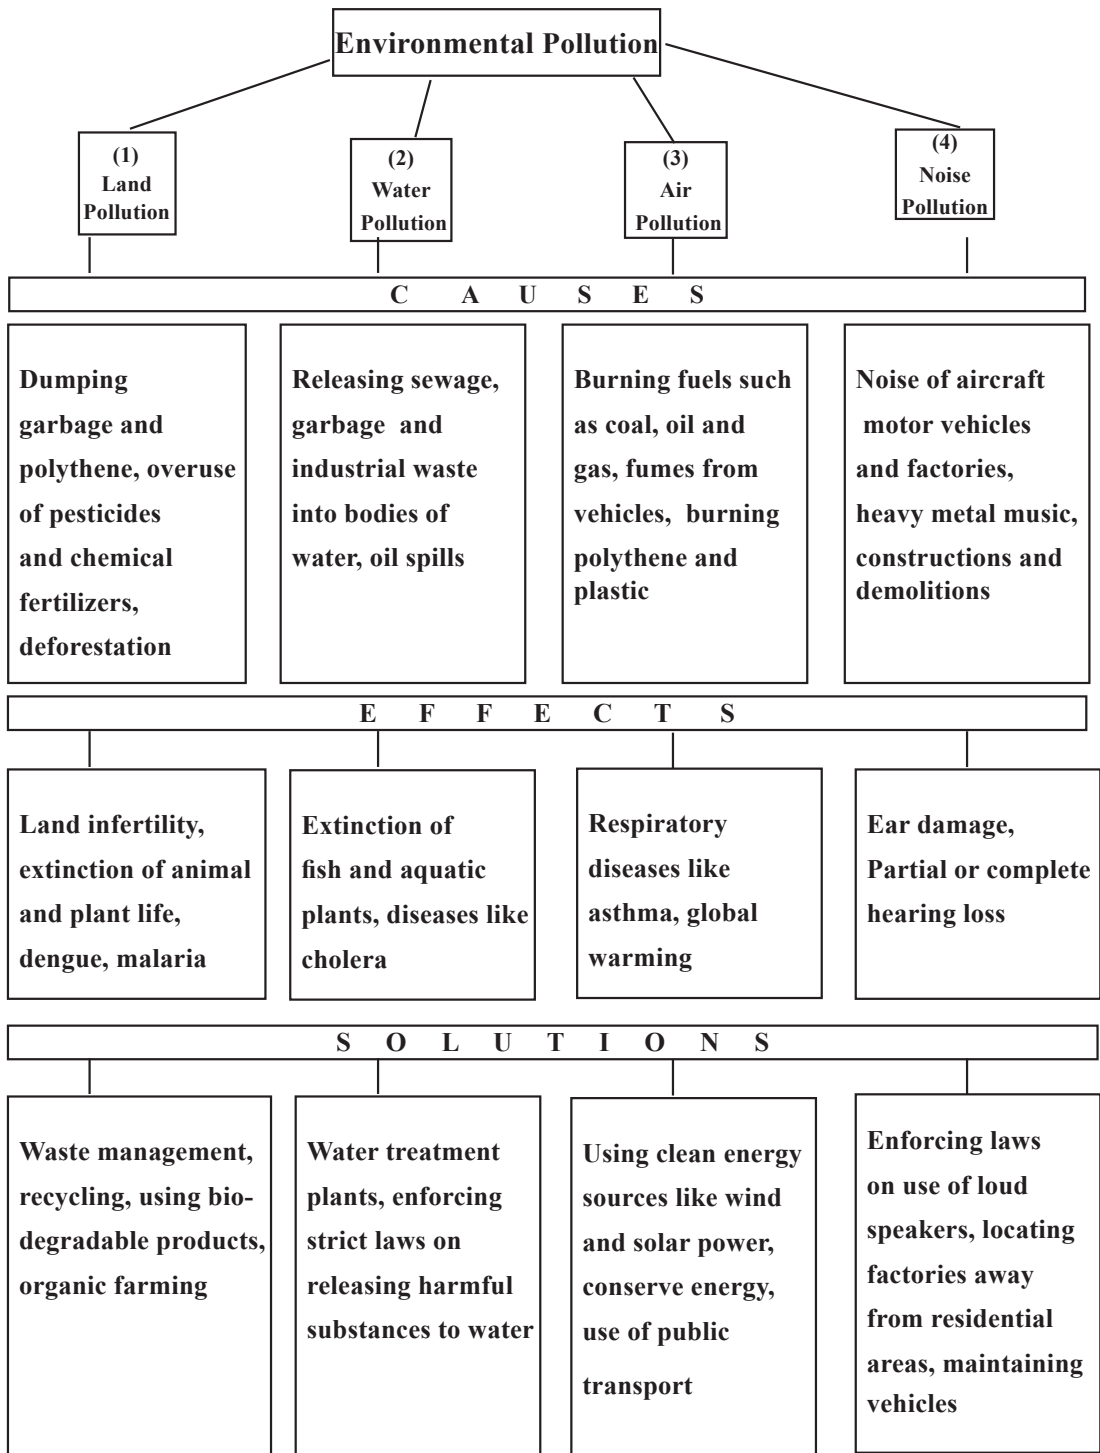 Environmental Pollution
(1)
Land
Pollution
(2)
Water
Pollution
(3)
Air
Pollution
(4)
Noise
Pollution
C A U S E S
Dumping
garbage and
polythene, overuse
of pesticides
and chemical
fertilizers,
deforestation
Releasing sewage,
garbage and
industrial waste
into bodies of
water, oil spills
Burning fuels such
as coal, oil and
gas, fumes from
vehicles, burning
polythene and
plastic
Noise of aircraft
motor vehicles
and factories,
heavy metal music,
constructions and
demolitions
E F F E C T S
Land infertility,
extinction of animal
and plant life,
dengue, malaria
Extinction of
fish and aquatic
plants, diseases like
cholera
Respiratory
diseases like
asthma, global
warming
Ear damage,
Partial or complete
hearing loss
S O L U T I O N S
Waste management,
recycling, using bio-
degradable products,
organic farming
Water treatment
plants, enforcing
strict laws on
releasing harmful
substances to water
Using clean energy
sources like wind
and solar power,
conserve energy,
use of public
transport
Enforcing laws
on use of loud
speakers, locating
factories away
from residential
areas, maintaining
vehicles